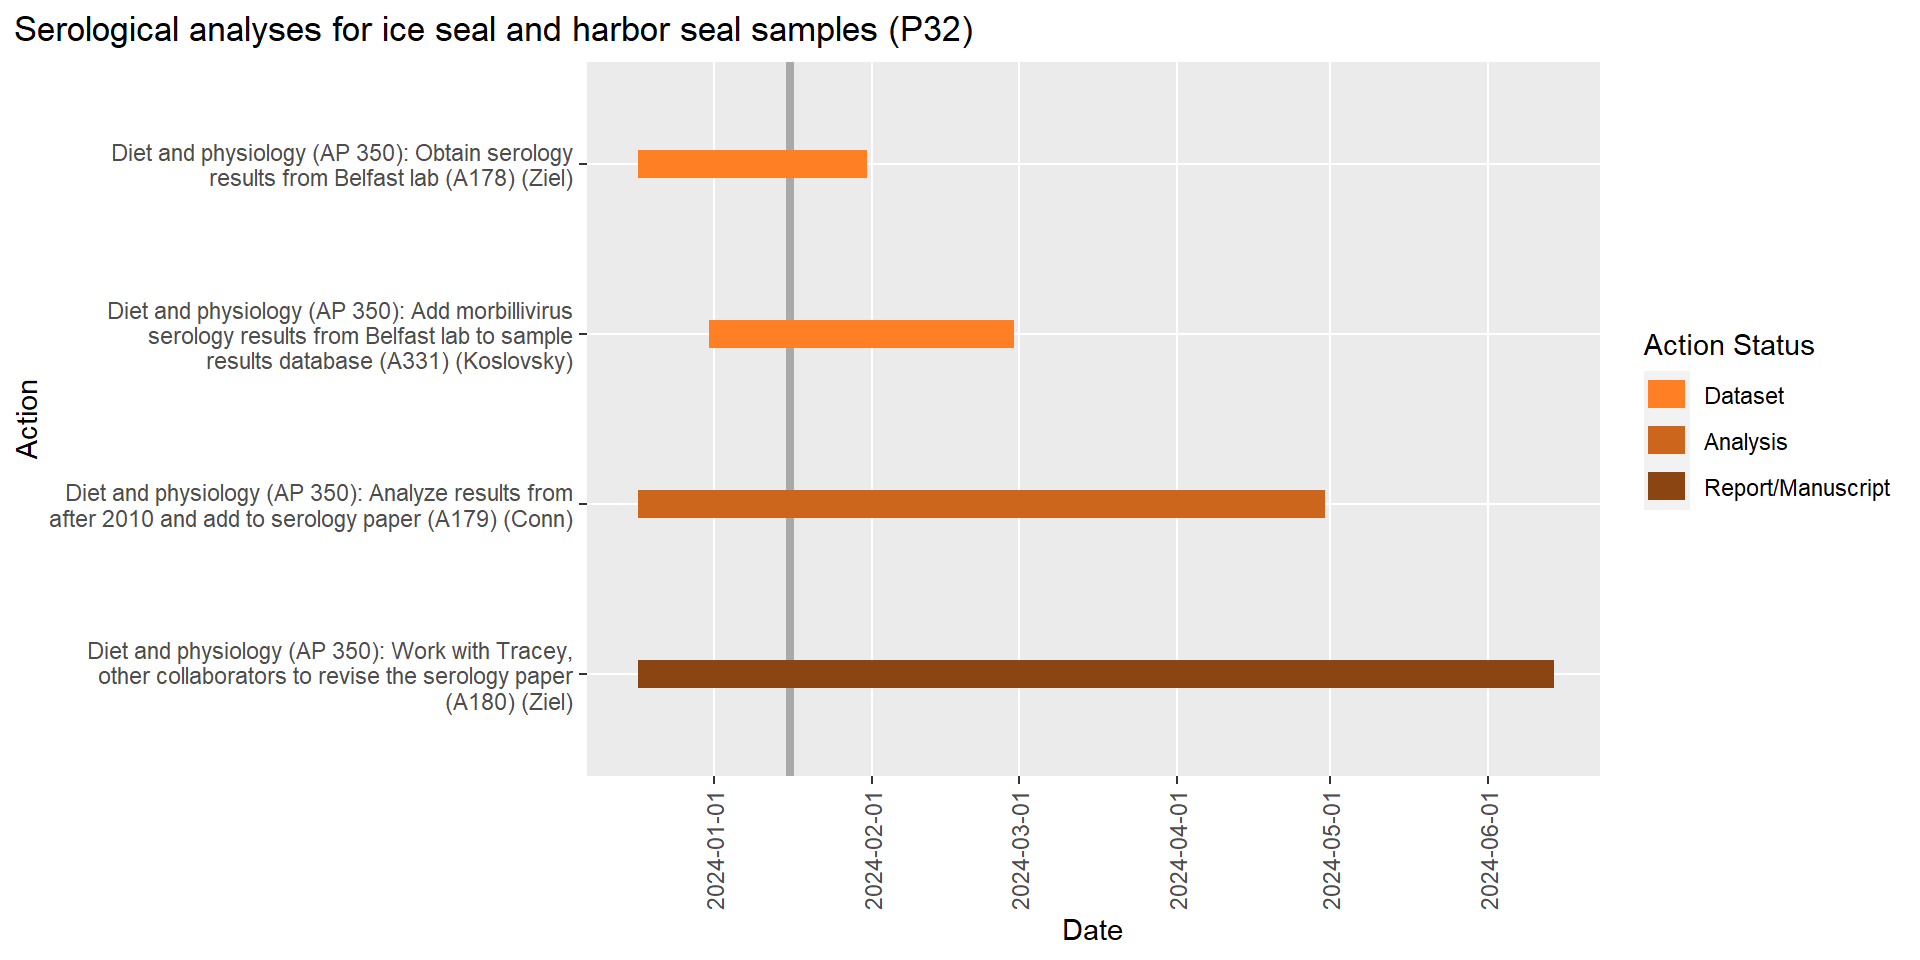 Serological analyses for ice seal and harbor seal samples (P32)
Diet and physiology (AP 350): Obtain serology
results from Belfast lab (A178) (Ziel)
Diet and physiology (AP 350): Add morbillivirus
serology results from Belfast lab to sample
results database (A331) (Koslovsky)
Diet and physiology (AP 350): Analyze results from
after 2010 and add to serology paper (A179) (Conn)
Diet and physiology (AP 350): Work with Tracey,
other collaborators to revise the serology paper
(A180) (Ziel)
Action
2024-01-01
2024-02-01
2024-03-01
2024-04-01
2024-05-01
2024-06-01
Date
Action Status
Dataset
Analysis
Report/Manuscript